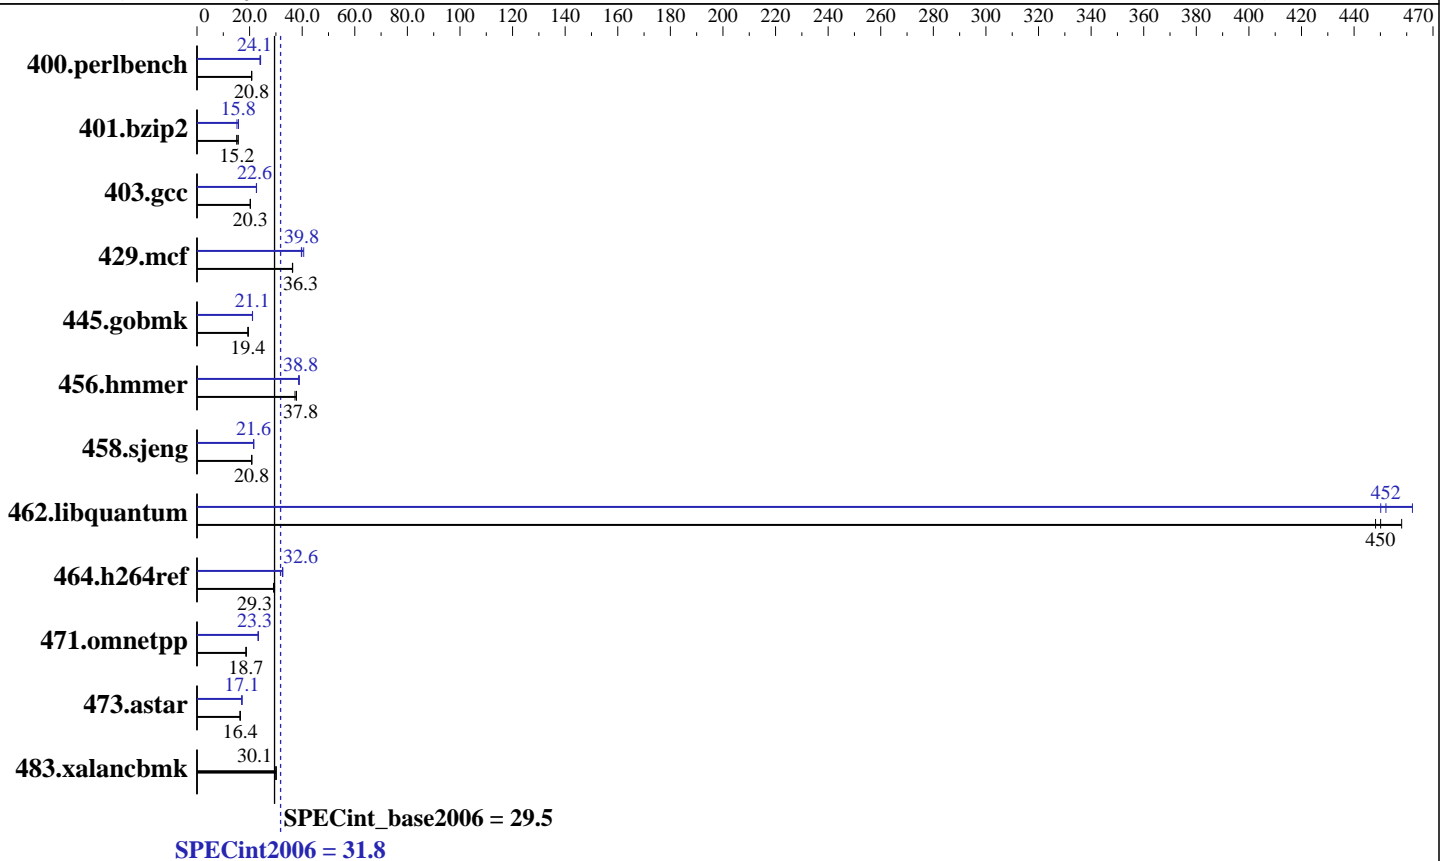 0 20.0 40.0 60.0 80.0 100 120 140 160 180 200 220 240 260 280 300 320 340 360 380 400 420 440 470
24.1
400.perlbench
20.8
15.8
401.bzip2
15.2
22.6
403.gcc
20.3
39.8
429.mcf
36.3
21.1
445.gobmk
19.4
38.8
456.hmmer
37.8
21.6
458.sjeng
20.8
452
462.libquantum
450
32.6
464.h264ref
29.3
23.3
471.omnetpp
18.7
17.1
473.astar
16.4
30.1
483.xalancbmk
SPECint_base2006 = 29.5
SPECint2006 = 31.8